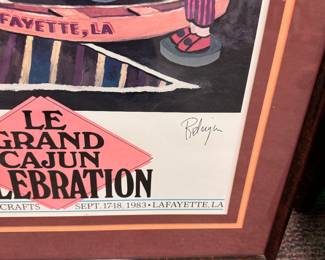 FAYETTE, LA
LE
GRAND
CAJUN
LEBRATION
CRAFTS SEPT. 17-18, 1983 • LAFAYETTE, LA